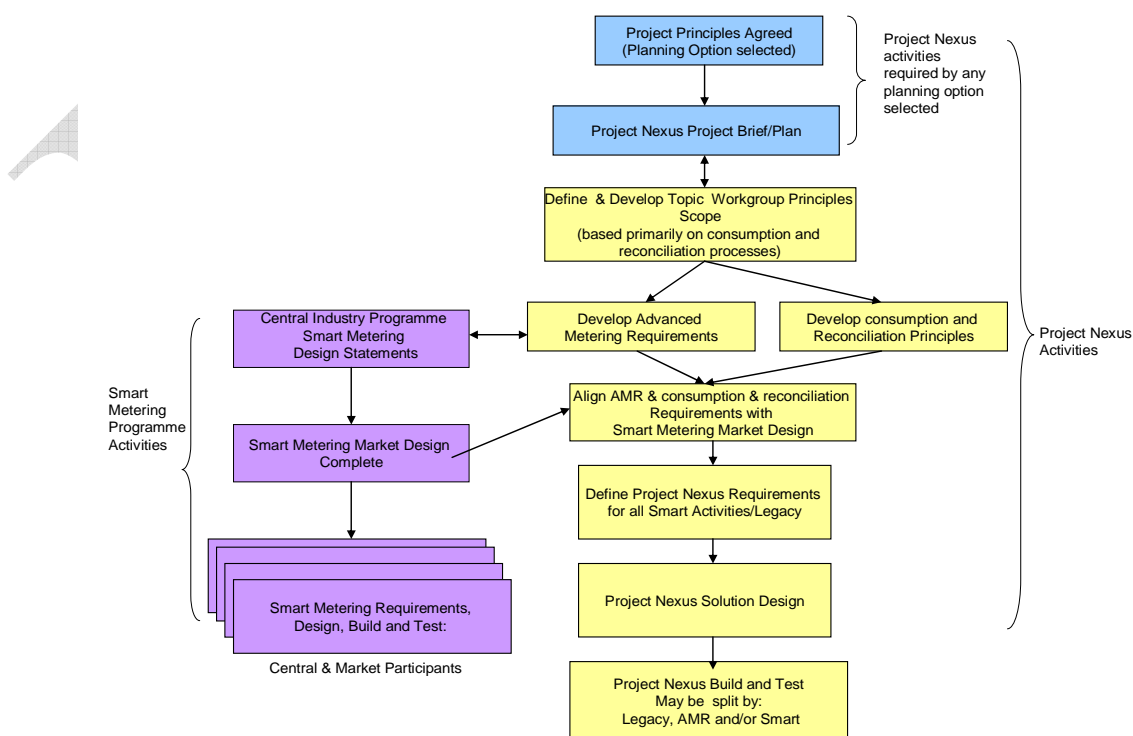 Project Principles Agreed
(Planning Option selected)
Project Nexus
activities
required by any
planning option
selected
Project Nexus Project Brief/Plan
Define & Develop Topic Workgroup Principles
Scope
(based primarily on consumption and
reconciliation processes)
Central Industry Programme
Smart Metering
Design Statements
Develop Advanced
Metering Requirements
Develop consumption and
Reconciliation Principles
Project Nexus
Activities
Smart
Metering
Programme
Activities
Align AMR & consumption & reconciliation
Requirements with
Smart Metering Market Design
Smart Metering Market Design
Complete
Define Project Nexus Requirements
for all Smart Activities/Legacy
Smart Metering Requirements,
Design, Build and Test:
Central & Market Participants
Project Nexus Solution Design
Project Nexus Build and Test
May be split by:
Legacy, AMR and/or Smart